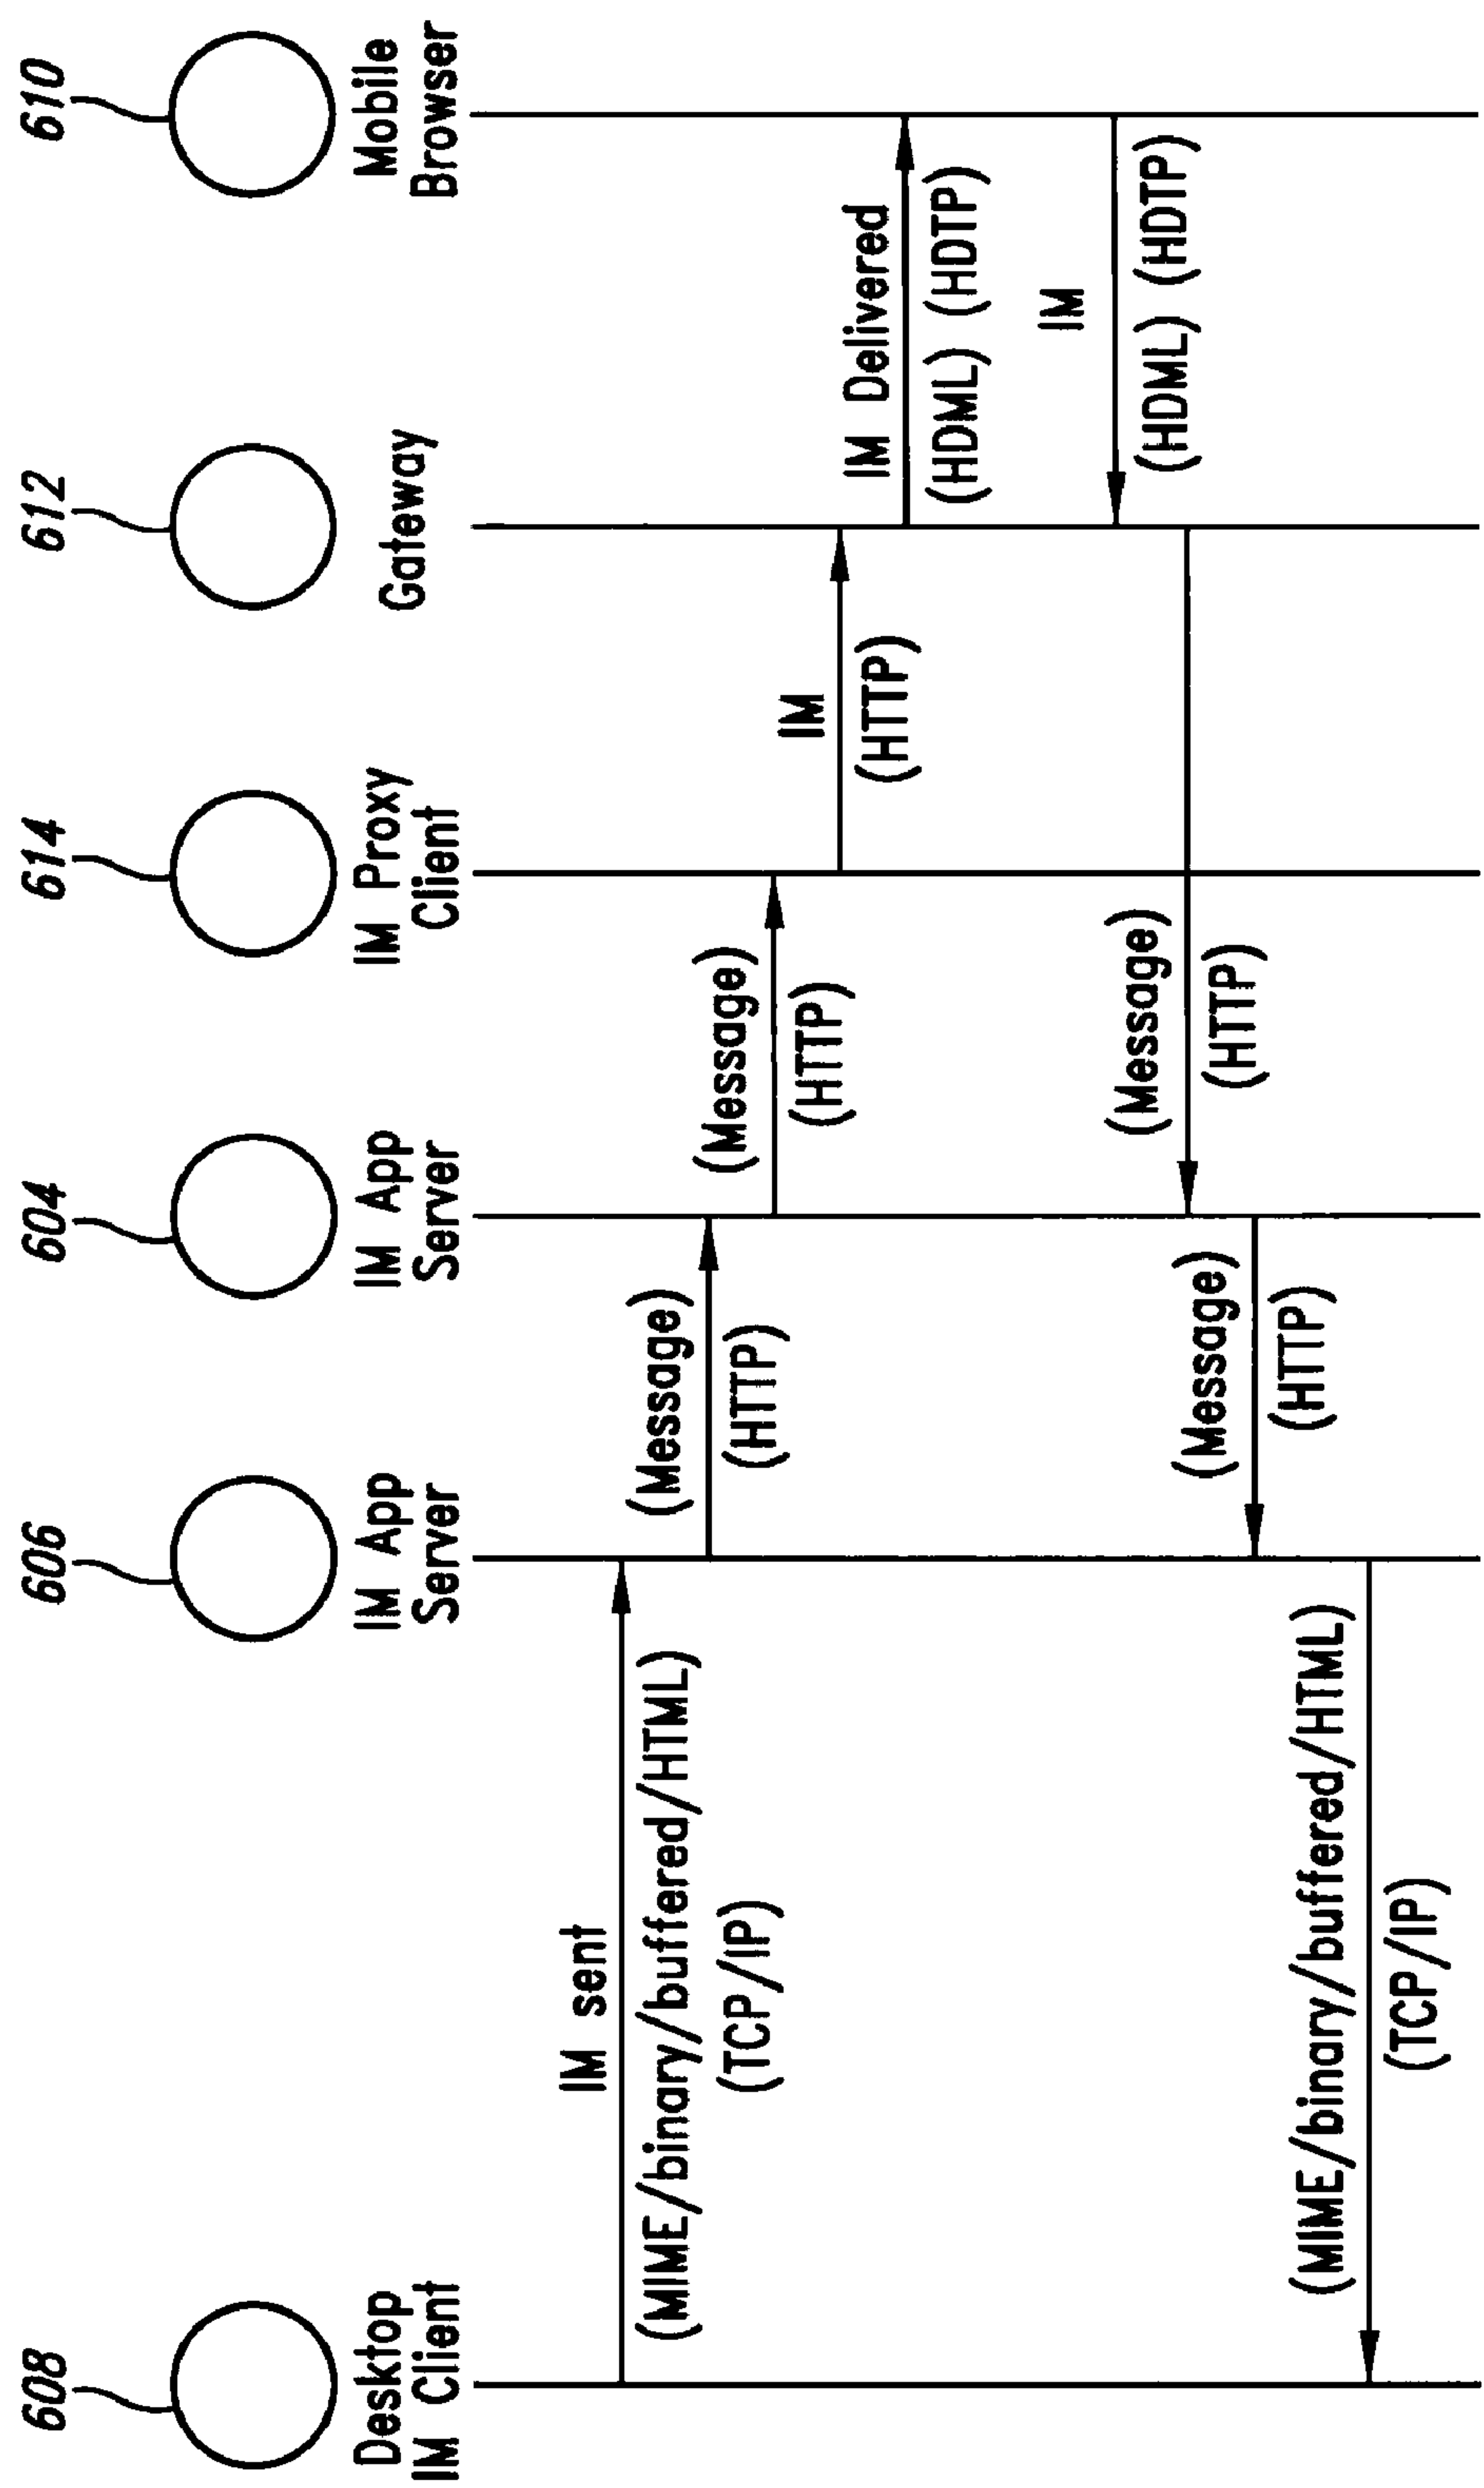 608
606
604
614
612
610
Desktop
IM Client
IM App
Server
IM App
Server
IM Proxy
Client
Gateway
Mobile
Browser
IM sent
(MIME/binary/buffered/HTML)
(TCP/IP)
(Message)
(HTTP)
(Message)
(HTTP)
IM
(HTTP)
IM Delivered
(HDML) (HDTP)
IM
(HDML) (HDTP)
(Message)
(HTTP)
(Message)
(HTTP)
(MIME/binary/buffered/HTML)
(TCP/IP)